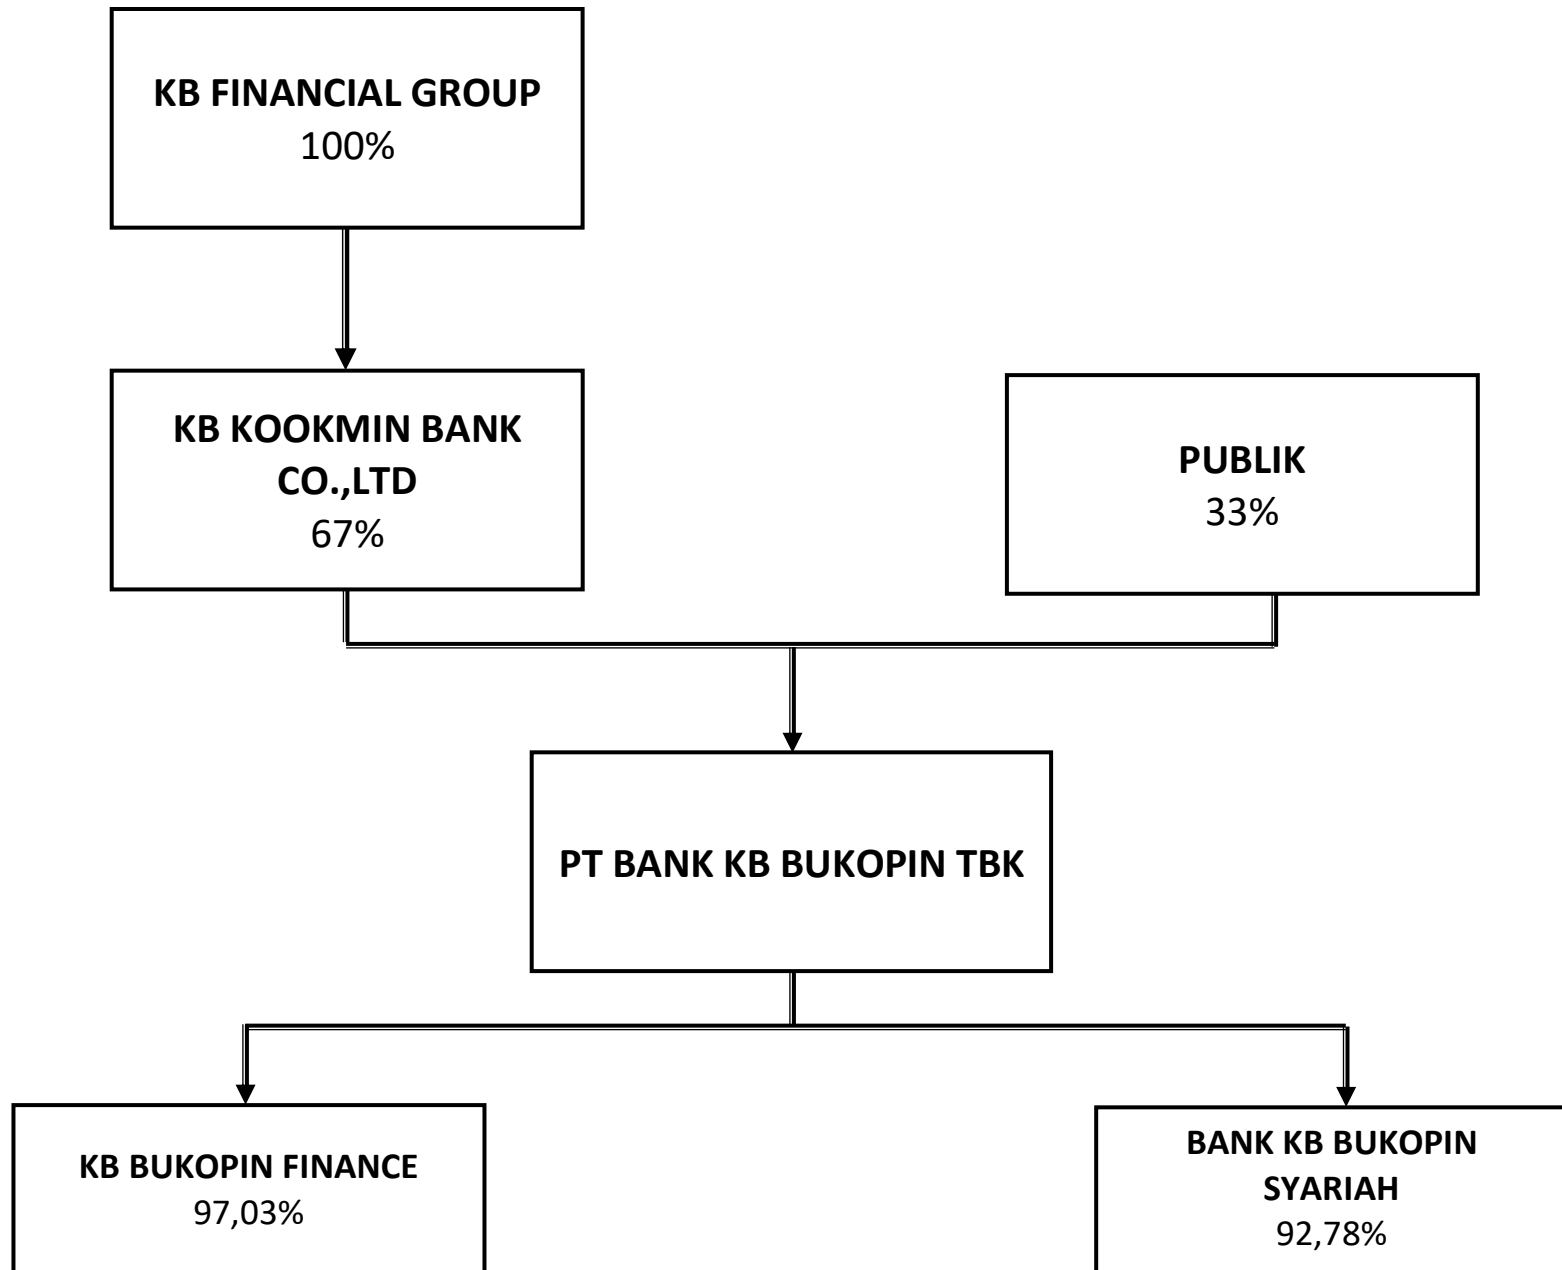 KB FINANCIAL GROUP
100%
KB KOOKMIN BANK
CO.,LTD
67%
PUBLIK
33%
PT BANK KB BUKOPIN TBK
KB BUKOPIN FINANCE
97,03%
BANK KB BUKOPIN
SYARIAH
92,78%